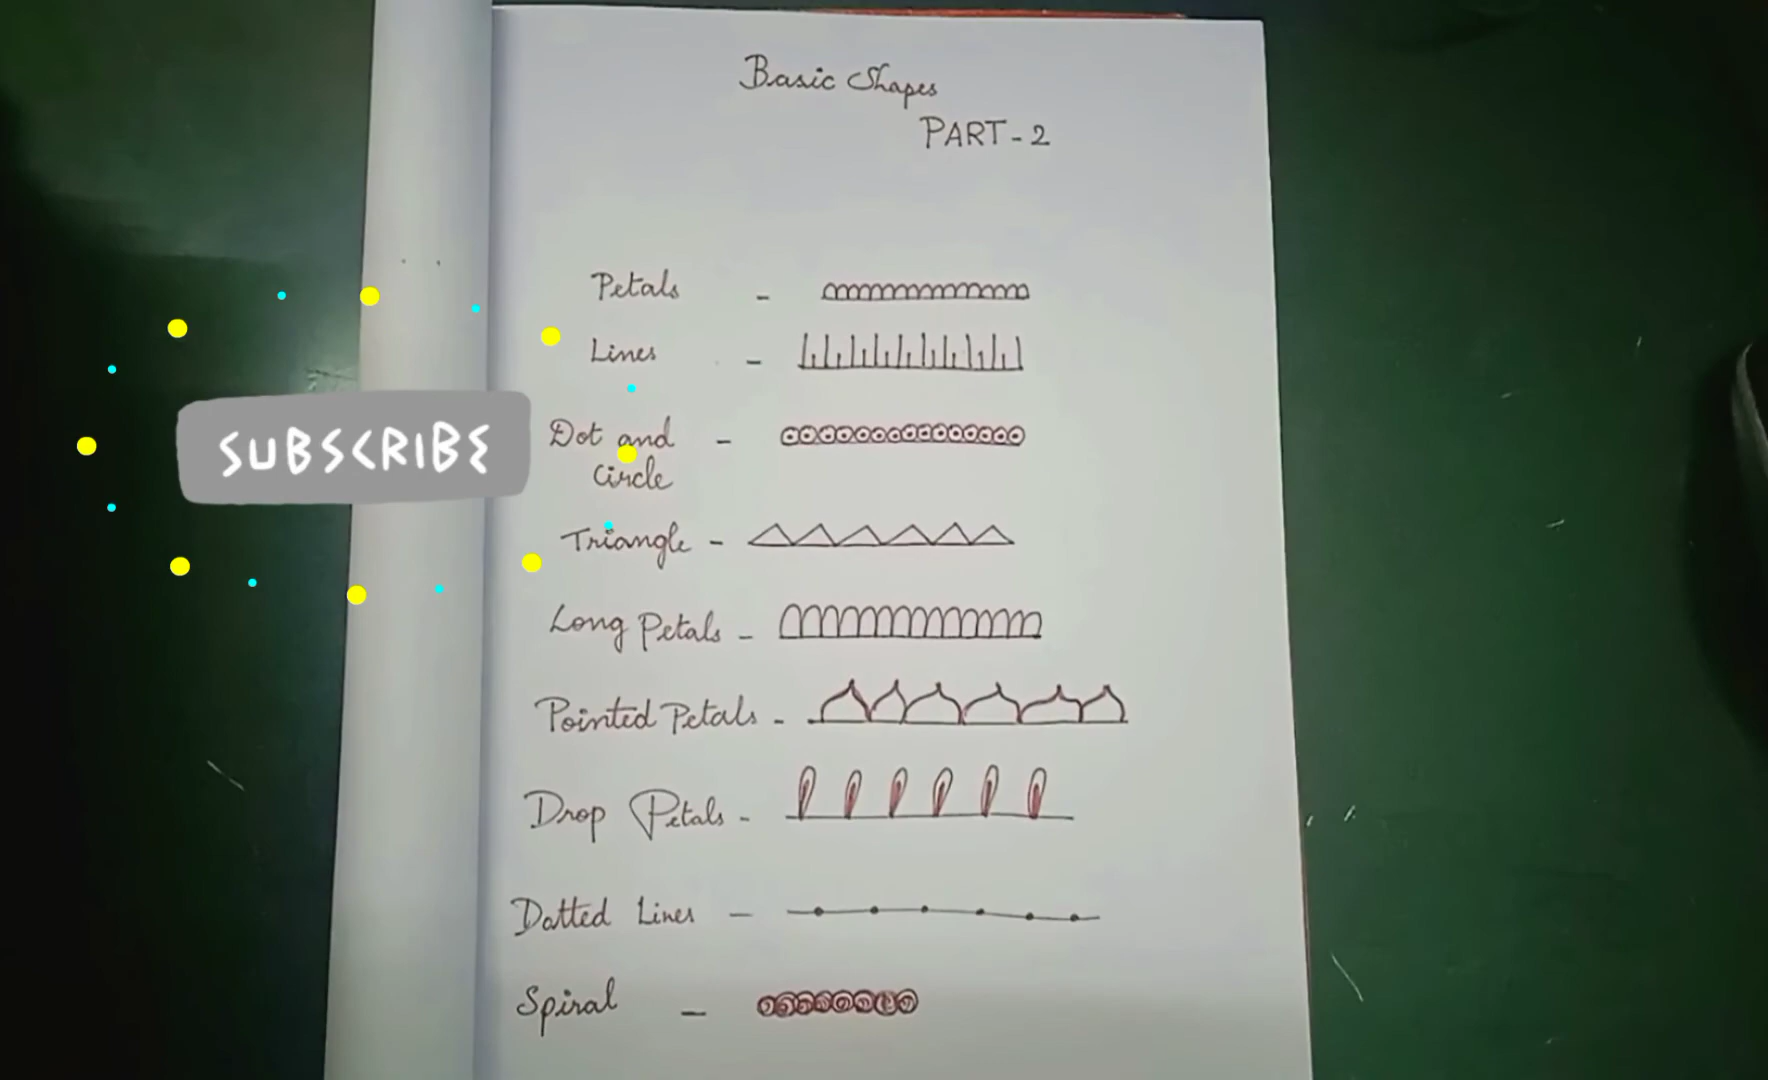 Basic Shapes
PART-2
Petals -
Lines -
SUBSCRIBE
Dot and -
Circle
Triangle -
Long Petals -
Pointed Petals -
Drop Petals -
Dotted Lines -
Spiral -